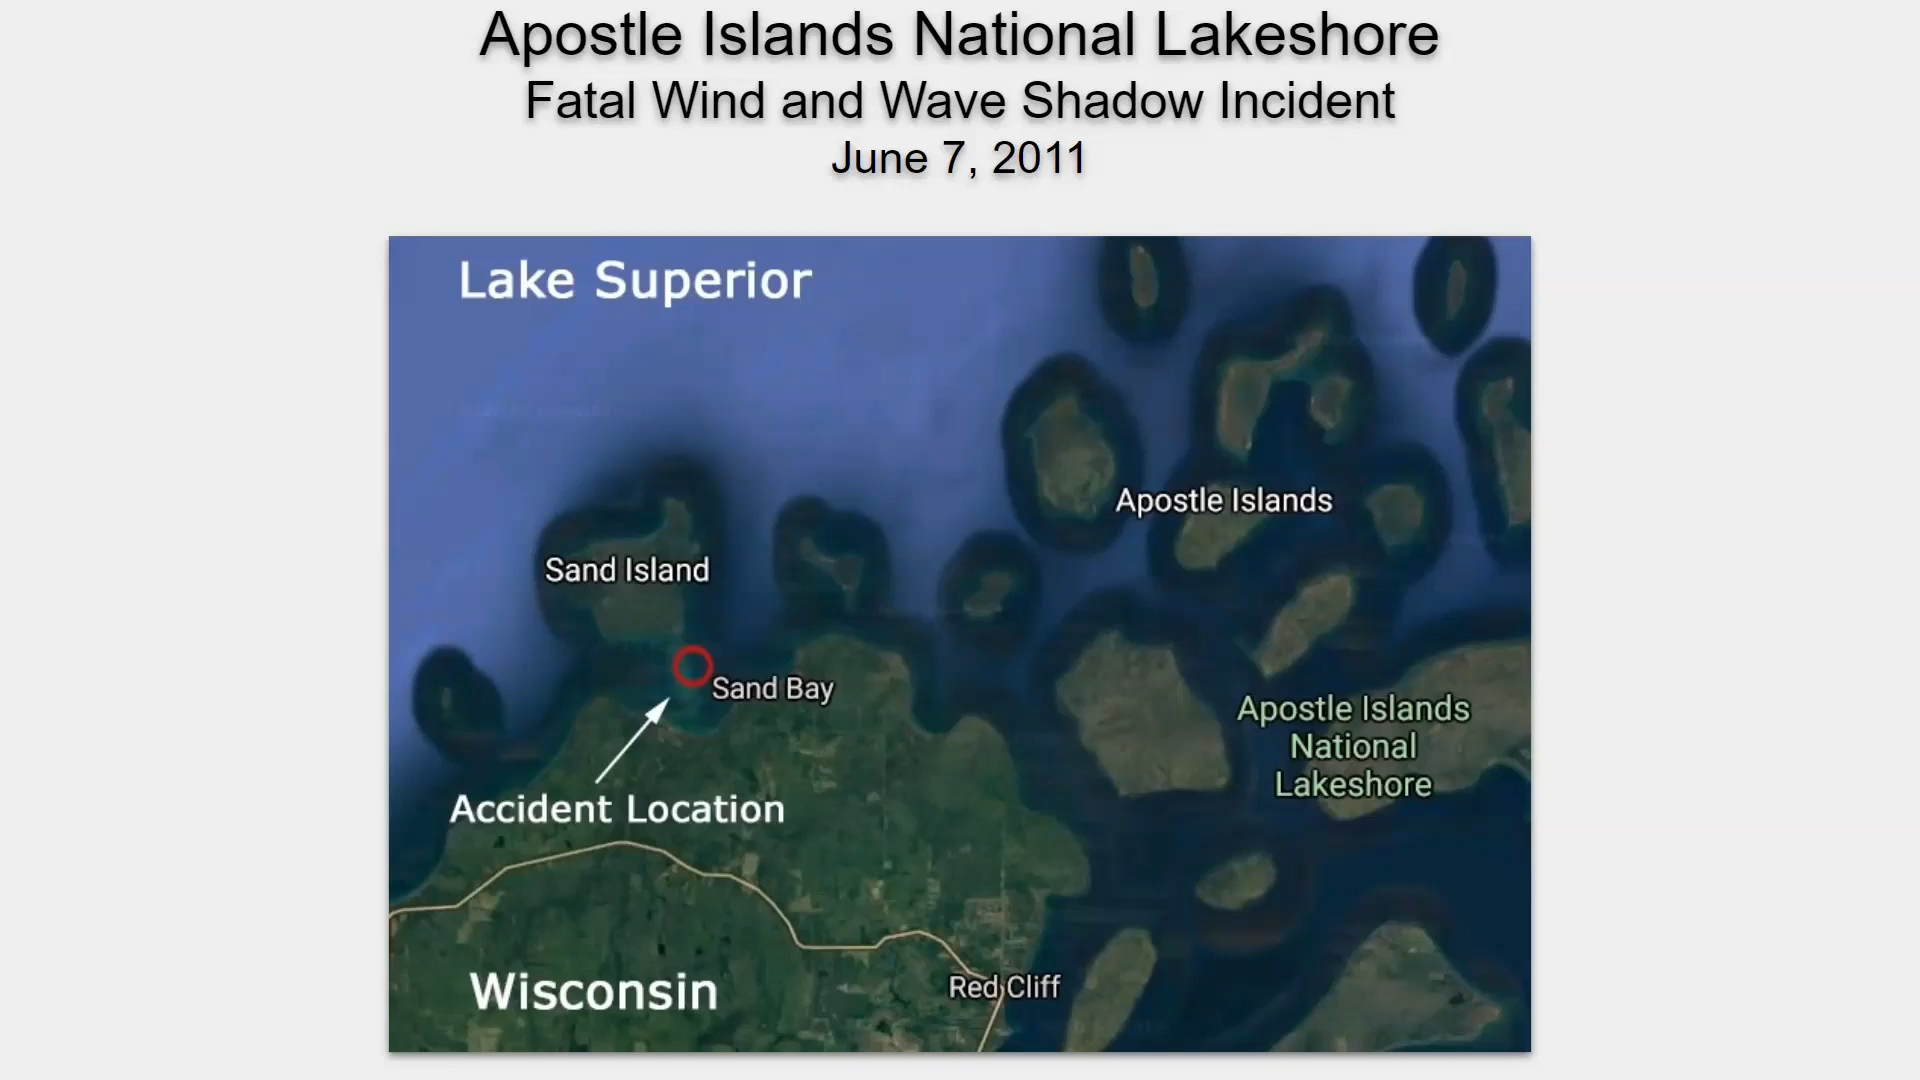 Apostle Islands National Lakeshore
Fatal Wind and Wave Shadow Incident
June 7, 2011
Lake Superior
Apostle Islands
Sand Island
Sand Bay
Apostle Islands
National
Lakeshore
Accident Location
Wisconsin
Red Cliff